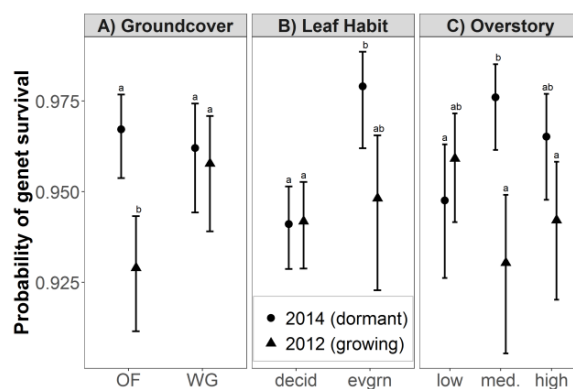 A) Groundcover B) Leaf Habit C) Overstory
Probability of genet survival
0.975
0.950
0.925
a
b
a
a
a
a
b
ab
a
ab
b
a
ab
a
2014 (dormant)
2012 (growing)
OF WG decid evgrn low med. high